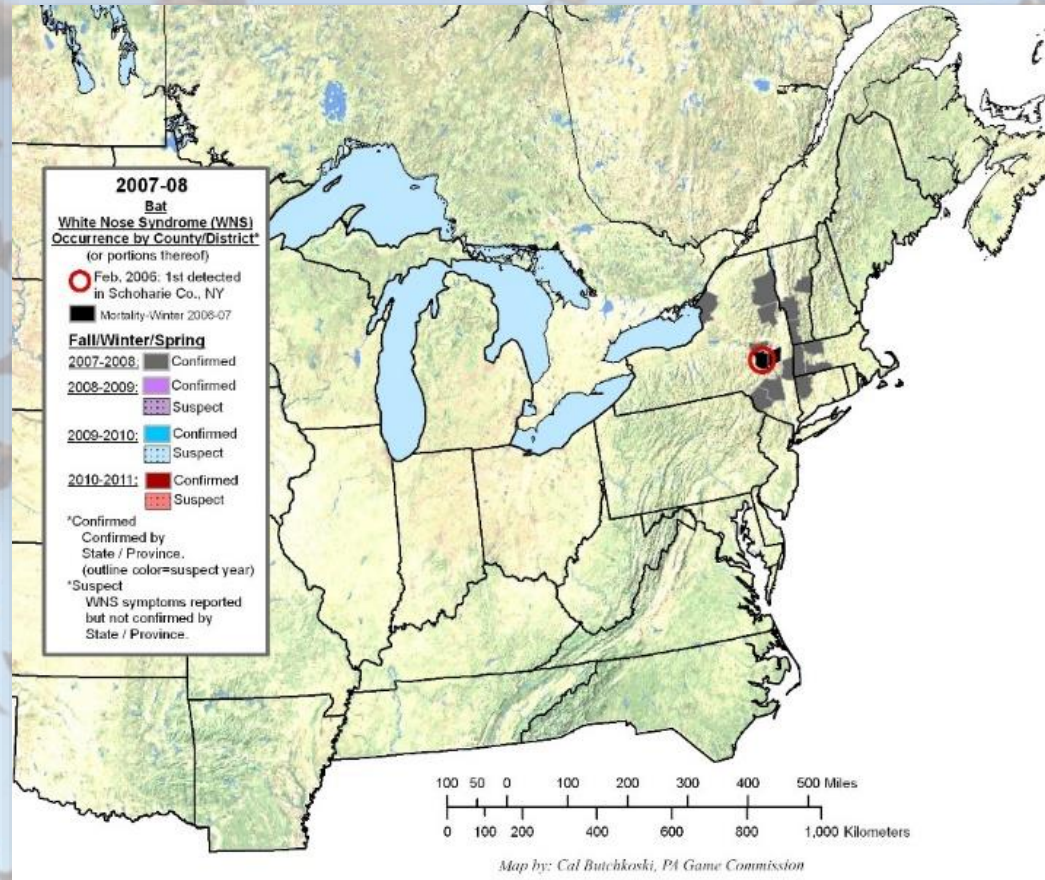 2007-08
Bat
White Nose Syndrome (WNS)
Occurrence by County/District*
(or portions thereof)
Feb. 2006: 1st detected
in Schoharie Co., NY
Mortality-Winter 2006-07
Fall/Winter/Spring
2007-2008: Confirmed
2008-2009: Confirmed
Suspect
2009-2010: Confirmed
Suspect
2010-2011: Confirmed
Suspect
*Confirmed
Confirmed by
State / Province.
(outline color=suspect year)
*Suspect
WNS symptoms reported
but not confirmed by
State / Province.
100 50 0 100 200 300 400 500 Miles
0 100 200 400 600 800 1,000 Kilometers
Map by: Cal Butchkoski, PA Game Commission